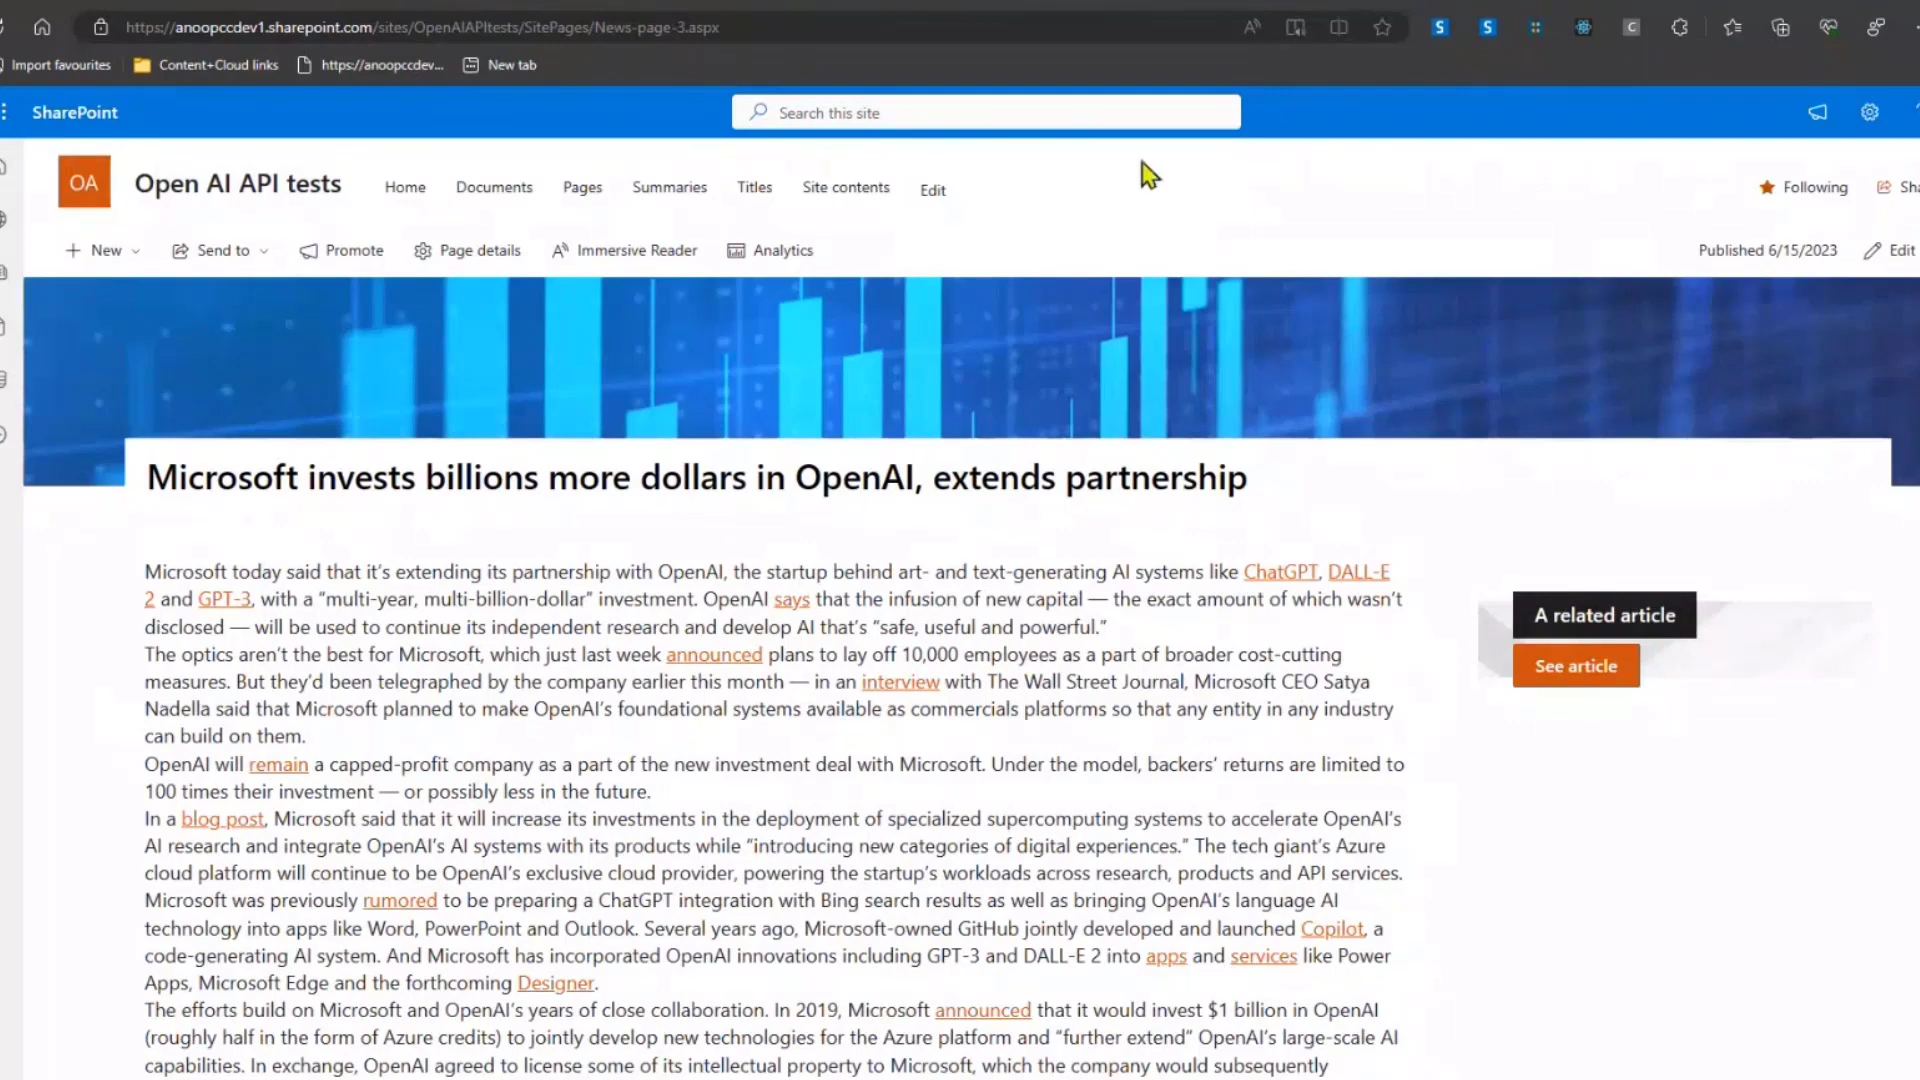 https://anoopccdev1.sharepoint.com/sites/OpenAIAPItests/SitePages/News-page-3.aspx
Import favourites Content+Cloud links https://anoopccdev... New tab
SharePoint Search this site
OA Open AI API tests Home Documents Pages Summaries Titles Site contents Edit Following
New Send to Promote Page details Immersive Reader Analytics Published 6/15/2023 Edit
Microsoft invests billions more dollars in OpenAI, extends partnership
Microsoft today said that it’s extending its partnership with OpenAI, the startup behind art- and text-generating AI systems like ChatGPT, DALL-E
2 and GPT-3, with a “multi-year, multi-billion-dollar” investment. OpenAI says that the infusion of new capital — the exact amount of which wasn’t
disclosed — will be used to continue its independent research and develop AI that’s “safe, useful and powerful.”
The optics aren’t the best for Microsoft, which just last week announced plans to lay off 10,000 employees as a part of broader cost-cutting
measures. But they’d been telegraphed by the company earlier this month — in an interview with The Wall Street Journal, Microsoft CEO Satya
Nadella said that Microsoft planned to make OpenAI’s foundational systems available as commercials platforms so that any entity in any industry
can build on them.
OpenAI will remain a capped-profit company as a part of the new investment deal with Microsoft. Under the model, backers’ returns are limited to
100 times their investment — or possibly less in the future.
In a blog post, Microsoft said that it will increase its investments in the deployment of specialized supercomputing systems to accelerate OpenAI’s
AI research and integrate OpenAI’s AI systems with its products while “introducing new categories of digital experiences.” The tech giant’s Azure
cloud platform will continue to be OpenAI’s exclusive cloud provider, powering the startup’s workloads across research, products and API services.
Microsoft was previously rumored to be preparing a ChatGPT integration with Bing search results as well as bringing OpenAI’s language AI
technology into apps like Word, PowerPoint and Outlook. Several years ago, Microsoft-owned GitHub jointly developed and launched Copilot, a
code-generating AI system. And Microsoft has incorporated OpenAI innovations including GPT-3 and DALL-E 2 into apps and services like Power
Apps, Microsoft Edge and the forthcoming Designer.
The efforts build on Microsoft and OpenAI’s years of close collaboration. In 2019, Microsoft announced that it would invest $1 billion in OpenAI
(roughly half in the form of Azure credits) to jointly develop new technologies for the Azure platform and “further extend” OpenAI’s large-scale AI
capabilities. In exchange, OpenAI agreed to license some of its intellectual property to Microsoft, which the company would subsequently
A related article
See article